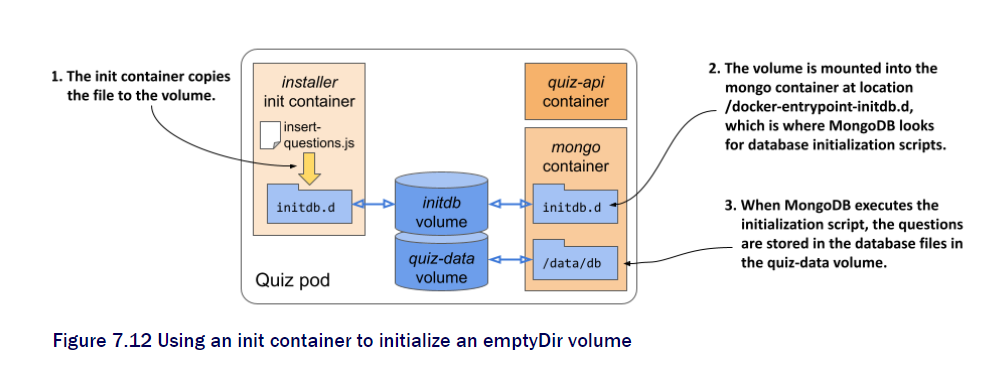 1. The init container copies
the file to the volume.
installer
init container
insert-
questions.js
initdb.d
initdb
volume
quiz-data
volume
Quiz pod
quiz-api
container
mongo
container
initdb.d
/data/db
2. The volume is mounted into the
mongo container at location
/docker-entrypoint-initdb.d,
which is where MongoDB looks
for database initialization scripts.
3. When MongoDB executes the
initialization script, the questions
are stored in the database files in
the quiz-data volume.
Figure 7.12 Using an init container to initialize an emptyDir volume